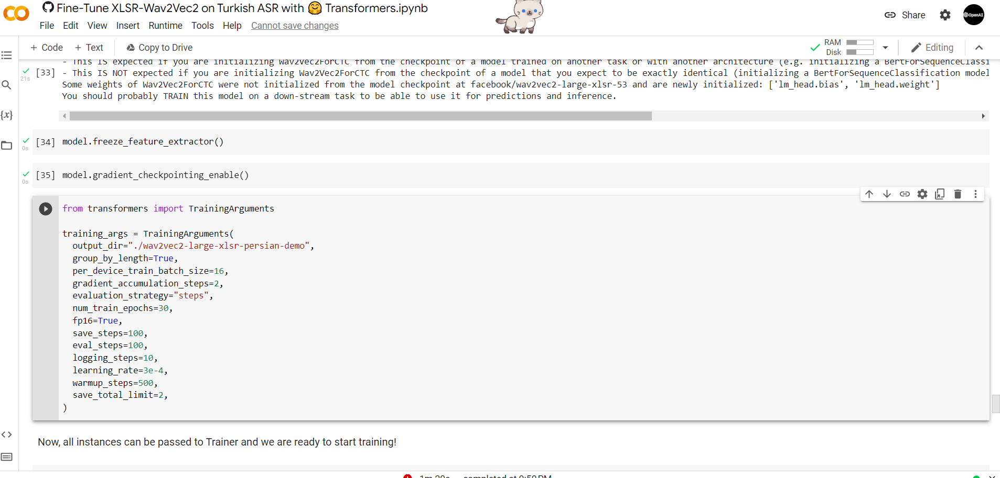 Fine-Tune XLSR-Wav2Vec2 on Turkish ASR with 🤗 Transformers.ipynb
File Edit View Insert Runtime Tools Help Cannot save changes
Share
OpenAI
+ Code + Text Copy to Drive
RAM
Disk
Editing
- This IS expected if you are initializing Wav2Vec2ForCTC from the checkpoint of a model trained on another task or with another architecture (e.g. initializing a BertForSequenceClassi
[33] - This IS NOT expected if you are initializing Wav2Vec2ForCTC from the checkpoint of a model that you expect to be exactly identical (initializing a BertForSequenceClassification model
21s
Some weights of Wav2Vec2ForCTC were not initialized from the model checkpoint at facebook/wav2vec2-large-xlsr-53 and are newly initialized: ['lm_head.bias', 'lm_head.weight']
You should probably TRAIN this model on a down-stream task to be able to use it for predictions and inference.
{x}
[34] model.freeze_feature_extractor()
0s
[35] model.gradient_checkpointing_enable()
0s
from transformers import TrainingArguments
training_args = TrainingArguments(
output_dir="./wav2vec2-large-xlsr-persian-demo",
group_by_length=True,
per_device_train_batch_size=16,
gradient_accumulation_steps=2,
evaluation_strategy="steps",
num_train_epochs=30,
fp16=True,
save_steps=100,
eval_steps=100,
logging_steps=10,
learning_rate=3e-4,
warmup_steps=500,
save_total_limit=2,
)
Now, all instances can be passed to Trainer and we are ready to start training!
1m 20s completed at 9:59 PM